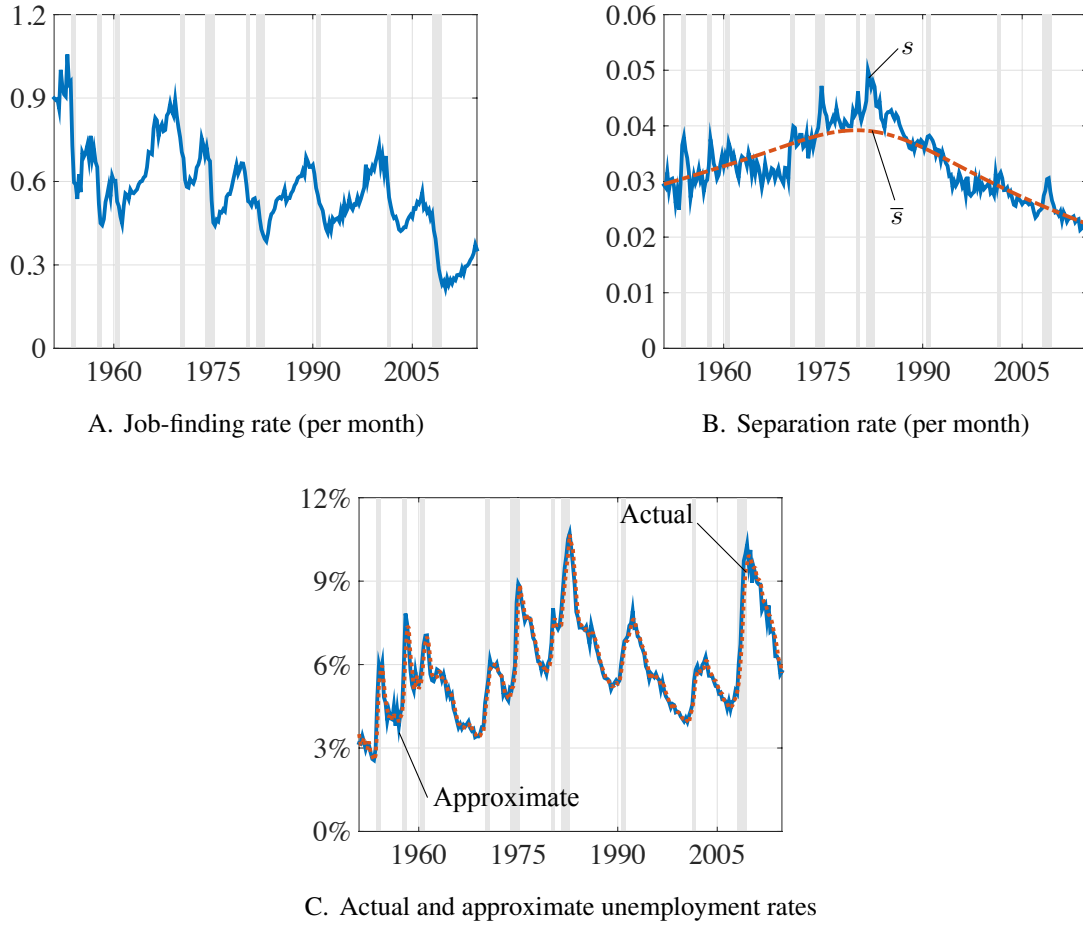 1.2
0.9
0.6
0.3
0
1960 1975 1990 2005
A. Job-finding rate (per month)
0.06
0.05
0.04
0.03
0.02
0.01
0
s
s̅
1960 1975 1990 2005
B. Separation rate (per month)
12%
9%
6%
3%
0%
Actual
Approximate
1960 1975 1990 2005
C. Actual and approximate unemployment rates